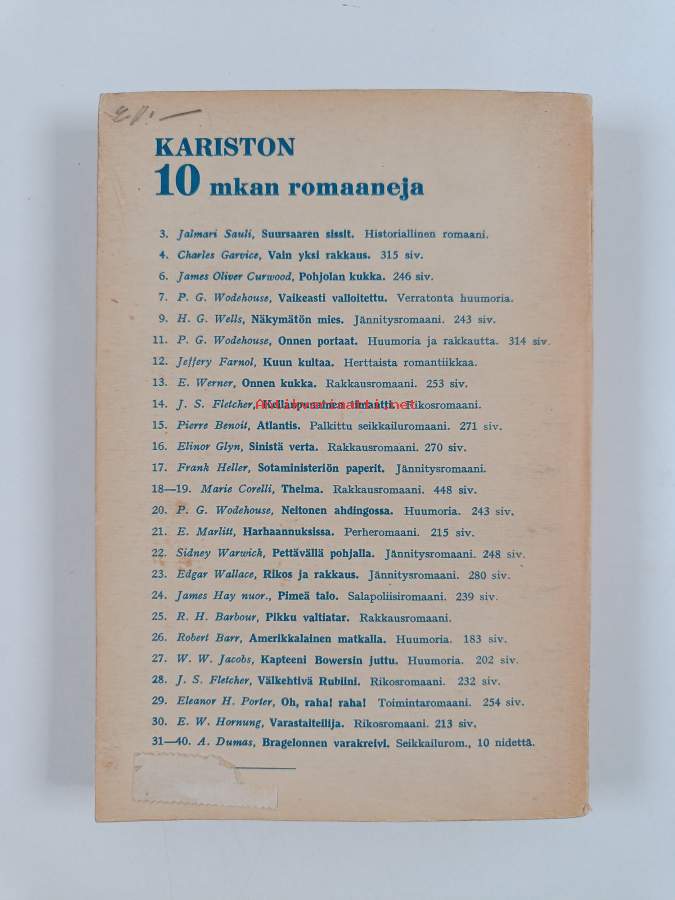 KARISTON
10 mkan romaaneja
3. Jalmari Sauli, Suursaaren sissit. Historiallinen romaani.
4. Charles Garvice, Vain yksi rakkaus. 315 siv.
6. James Oliver Curwood, Pohjolan kukka. 246 siv.
7. P. G. Wodehouse, Vaikeasti valloitettu. Verratonta huumoria.
9. H. G. Wells, Näkymätön mies. Jännitysromaani. 243 siv.
11. P. G. Wodehouse, Onnen portaat. Huumoria ja rakkautta. 314 siv.
12. Jeffery Farnol, Kuun kultaa. Herttaista romantiikkaa.
13. E. Werner, Onnen kukka. Rakkausromaani. 253 siv.
14. J. S. Fletcher, Rikosromaani.
15. Pierre Benoit, Atlantis. Palkittu seikkailuromaani. 271 siv.
16. Elinor Glyn, Sinistä verta. Rakkausromaani. 270 siv.
17. Frank Heller, Sotaministeriön paperit. Jännitysromaani.
18—19. Marie Corelli, Thelma. Rakkausromaani. 448 siv.
20. P. G. Wodehouse, Neitonen ahdingossa. Huumoria. 243 siv.
21. E. Marlitt, Harhaannuksissa. Perheromaani. 215 siv.
22. Sidney Warwich, Pettävällä pohjalla. Jännitysromaani. 248 siv.
23. Edgar Wallace, Rikos ja rakkaus. Jännitysromaani. 280 siv.
24. James Hay nuor., Pimeä talo. Salapoliisiromaani. 239 siv.
25. R. H. Barbour, Pikku valtiatar. Rakkausromaani.
26. Robert Barr, Amerikkalainen matkalla. Huumoria. 183 siv.
27. W. W. Jacobs, Kapteeni Bowersin juttu. Huumoria. 202 siv.
28. J. S. Fletcher, Välkehtivä Rubiini. Rikosromaani. 232 siv.
29. Eleanor H. Porter, Oh, raha! raha! Toimintaromaani. 254 siv.
30. E. W. Hornung, Varastaiteilija. Rikosromaani. 213 siv.
31—40. A. Dumas, Bragelonnen varakreivi. Seikkailurom., 10 nidettä.